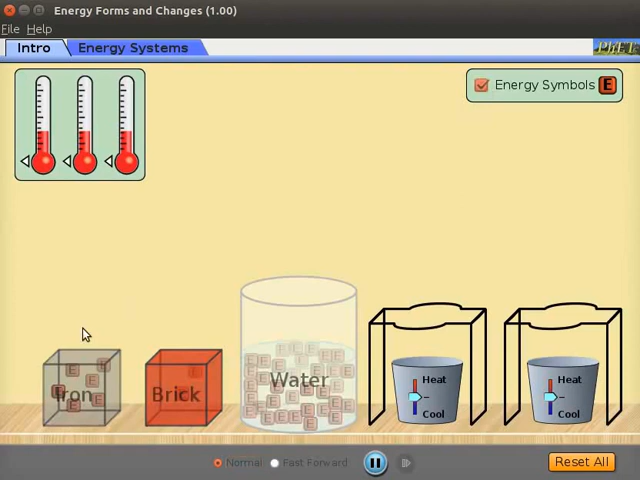 Energy Forms and Changes (1.00)
File Help
Intro Energy Systems PhET
Energy Symbols E
Iron Brick Water
Heat Heat
Cool Cool
Normal Fast Forward Reset All